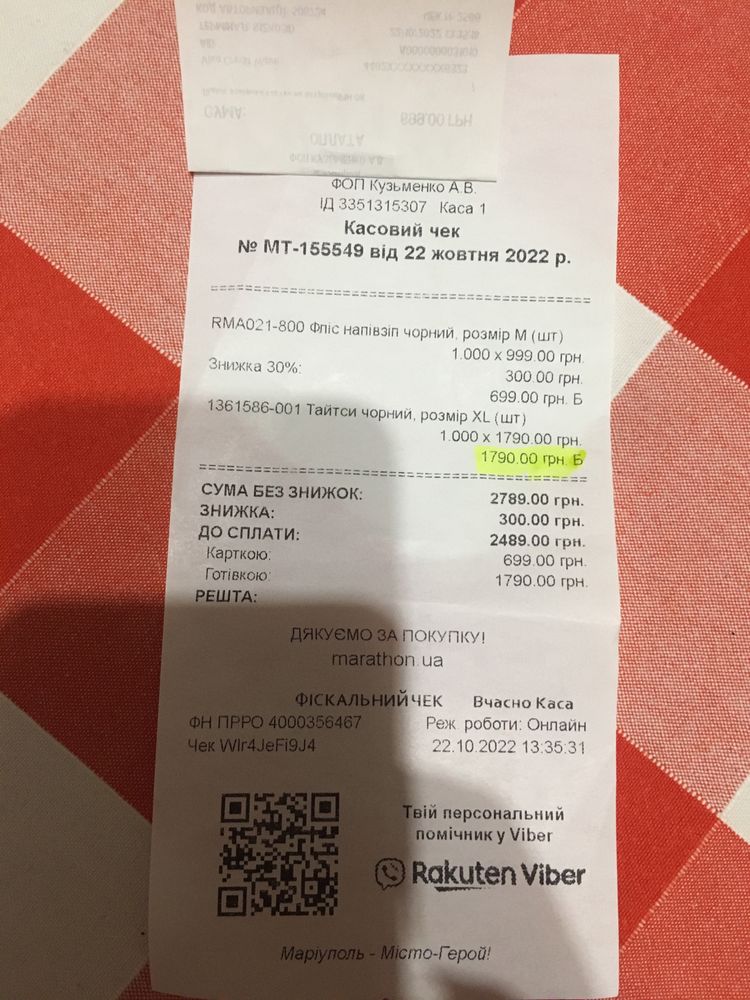 ФОП Кузьменко А.В.
ІД 3351315307 Каса 1
Касовий чек
№ МТ-155549 від 22 жовтня 2022 р.
RMA021-800 Фліс напівзіп чорний, розмір M (шт)
1.000 x 999.00 грн.
Знижка 30%: 300.00 грн.
699.00 грн. Б
1361586-001 Тайтси чорний, розмір XL (шт)
1.000 x 1790.00 грн.
1790.00 грн. Б
СУМА БЕЗ ЗНИЖОК: 2789.00 грн.
ЗНИЖКА: 300.00 грн.
ДО СПЛАТИ: 2489.00 грн.
Карткою: 699.00 грн.
Готівкою: 1790.00 грн.
РЕШТА:
ДЯКУЄМО ЗА ПОКУПКУ!
marathon.ua
ФІСКАЛЬНИЙ ЧЕК Вчасно Каса
ФН ПРРО 4000356467 Реж. роботи: Онлайн
Чек WIr4JeFi9J4 22.10.2022 13:35:31
Твій персональний
помічник у Viber
Rakuten Viber
Маріуполь - Місто-Герой!